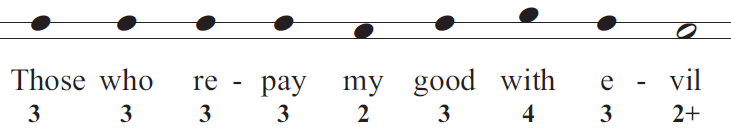 Those who re - pay my good with e - vil
3 3 3 3 2 3 4 3 2+